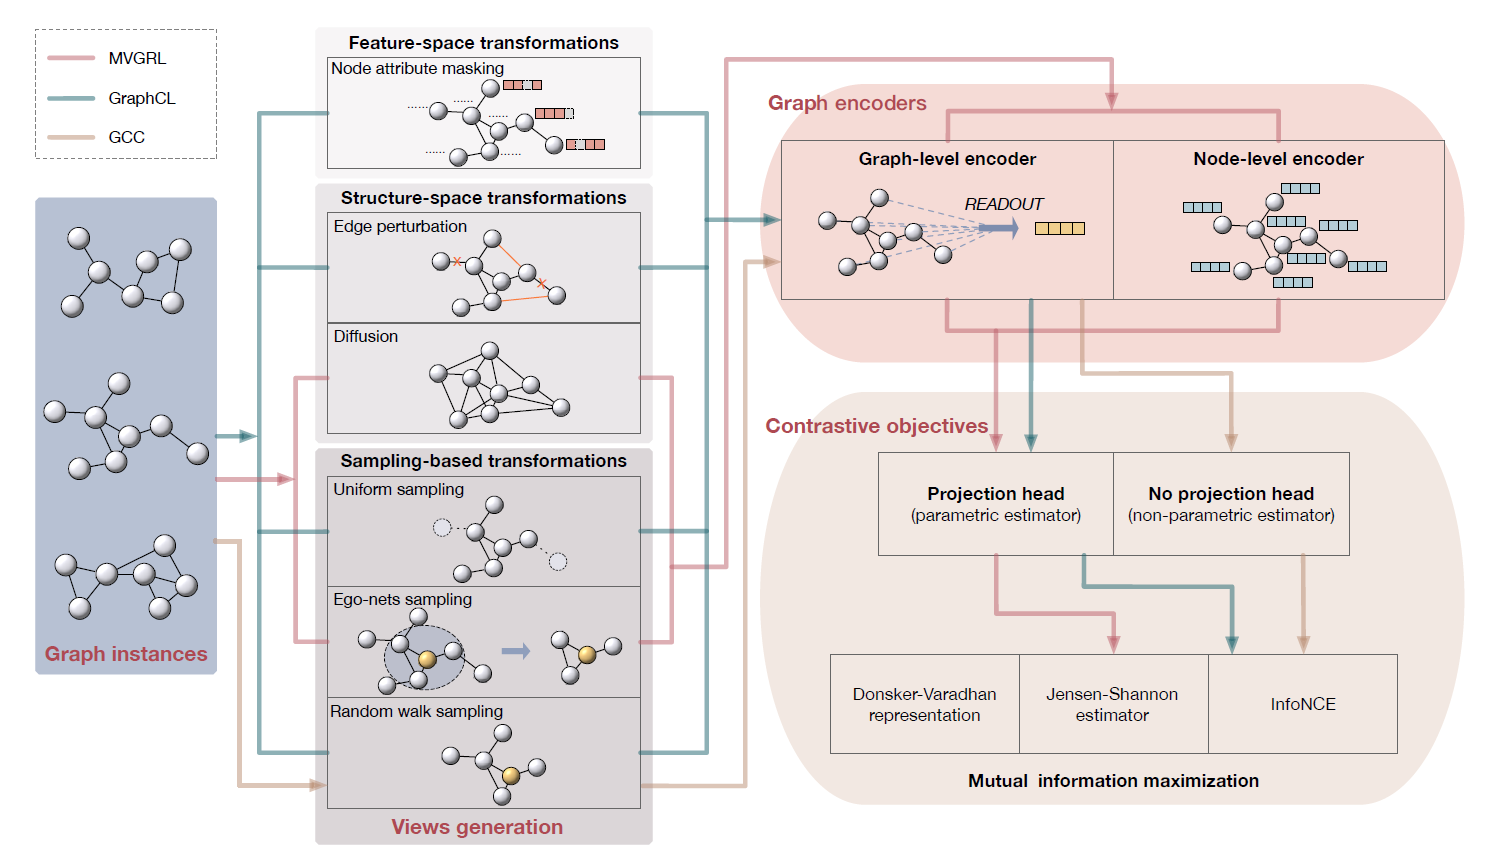 MVGRL
GraphCL
GCC
Graph instances
Feature-space transformations
Node attribute masking
......
......
......
......
......
Structure-space transformations
Edge perturbation
Diffusion
Sampling-based transformations
Uniform sampling
Ego-nets sampling
Random walk sampling
Views generation
Graph encoders
Graph-level encoder
READOUT
Node-level encoder
Contrastive objectives
Projection head
(parametric estimator)
No projection head
(non-parametric estimator)
Donsker-Varadhan
representation
Jensen-Shannon
estimator
InfoNCE
Mutual information maximization